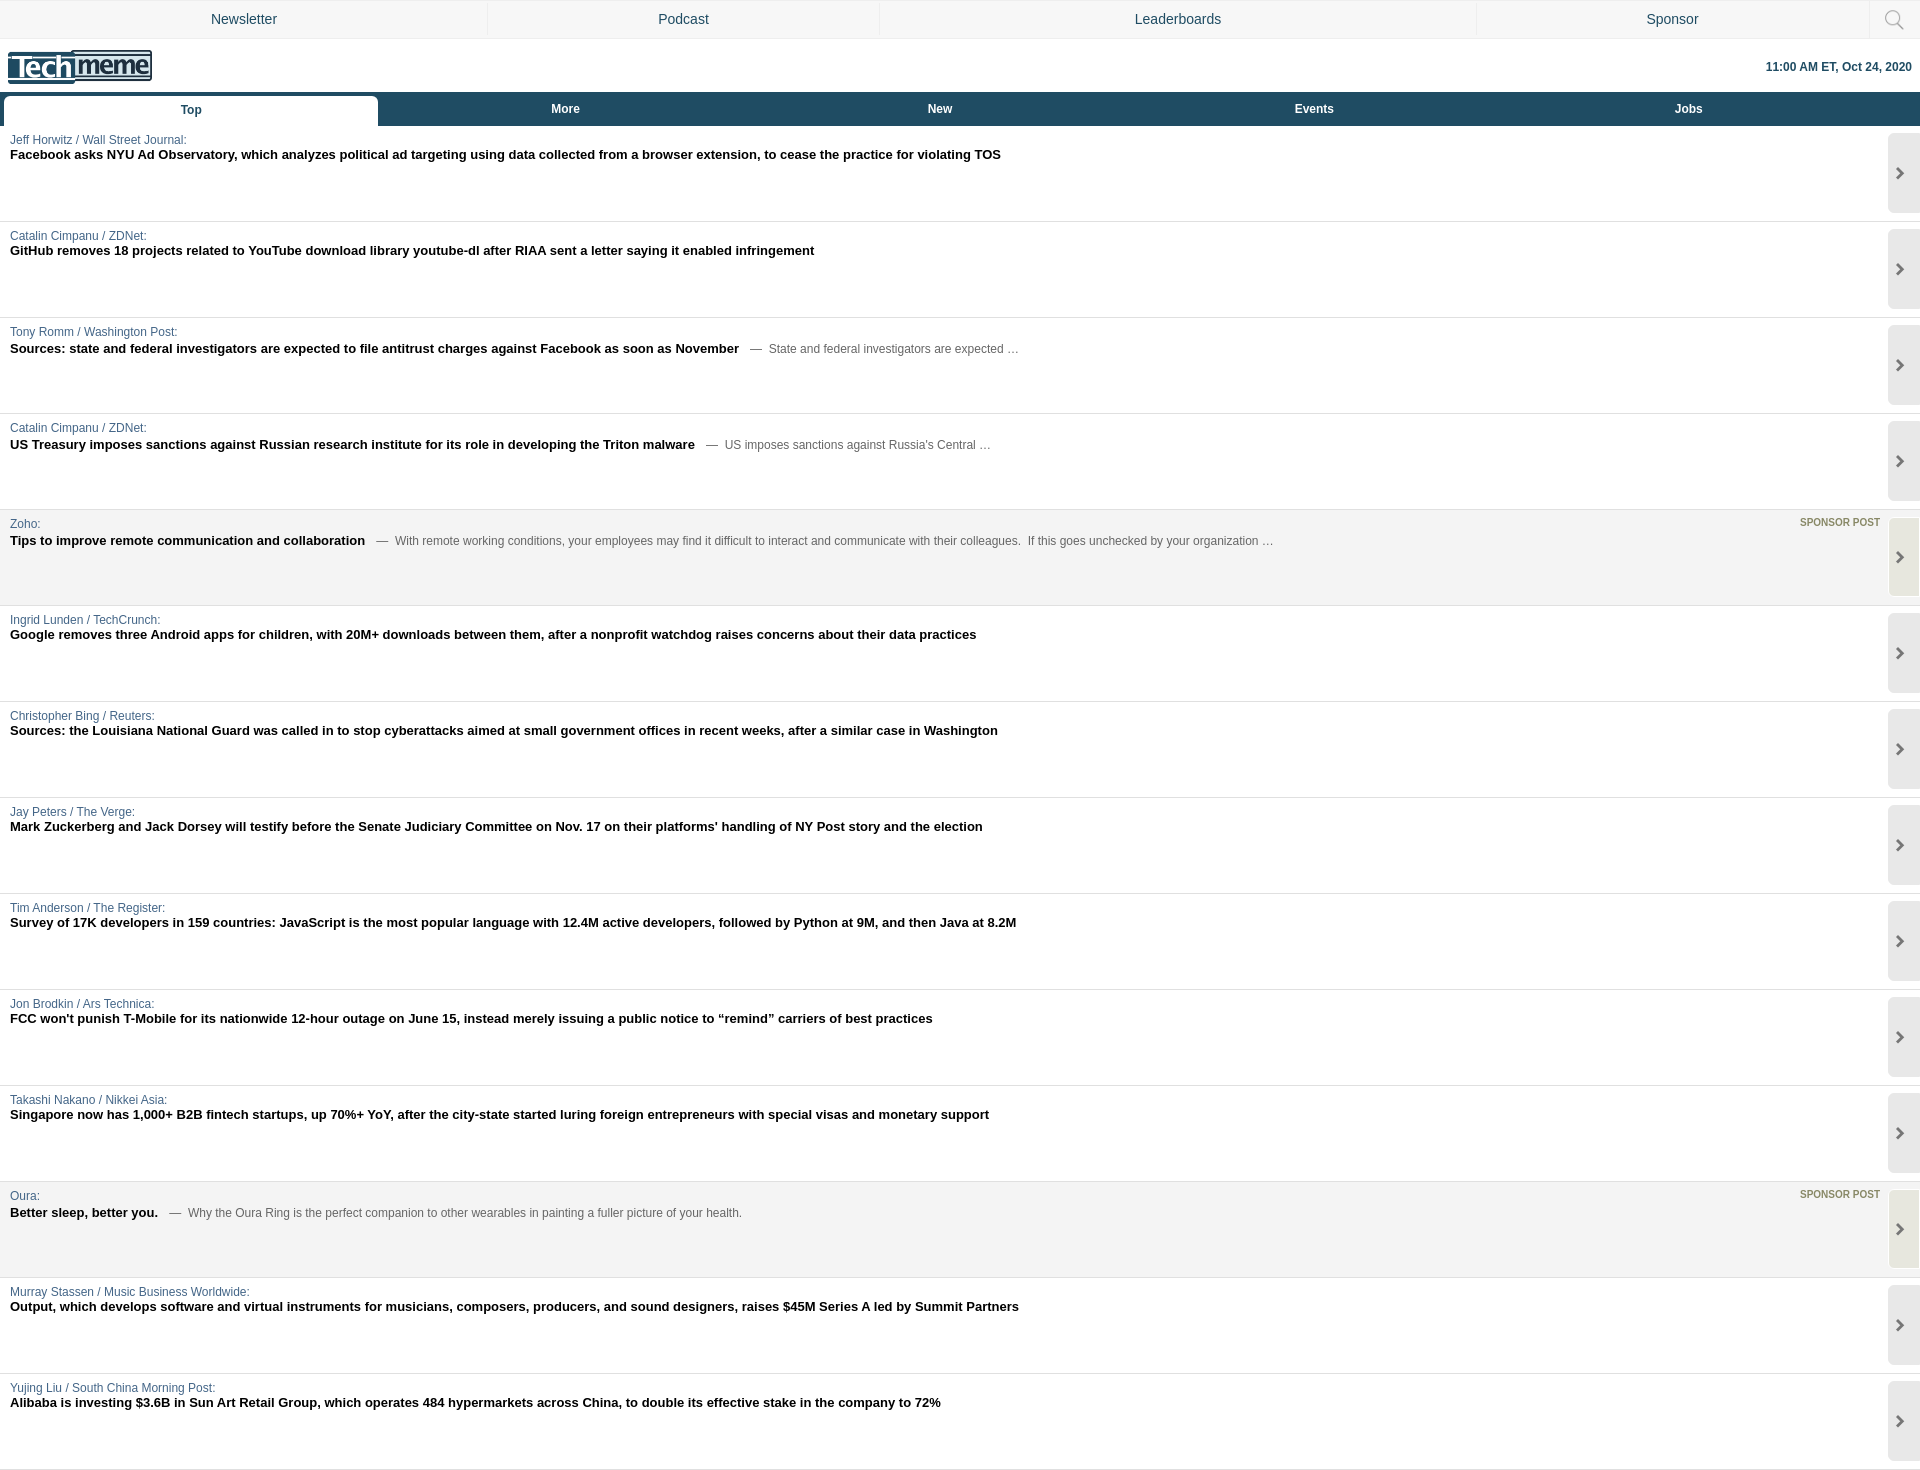 Newsletter Podcast Leaderboards Sponsor
Techmeme 11:00 AM ET, Oct 24, 2020
Top More New Events Jobs
Jeff Horwitz / Wall Street Journal:
Facebook asks NYU Ad Observatory, which analyzes political ad targeting using data collected from a browser extension, to cease the practice for violating TOS
Catalin Cimpanu / ZDNet:
GitHub removes 18 projects related to YouTube download library youtube-dl after RIAA sent a letter saying it enabled infringement
Tony Romm / Washington Post:
Sources: state and federal investigators are expected to file antitrust charges against Facebook as soon as November — State and federal investigators are expected …
Catalin Cimpanu / ZDNet:
US Treasury imposes sanctions against Russian research institute for its role in developing the Triton malware — US imposes sanctions against Russia's Central …
Zoho: SPONSOR POST
Tips to improve remote communication and collaboration — With remote working conditions, your employees may find it difficult to interact and communicate with their colleagues. If this goes unchecked by your organization …
Ingrid Lunden / TechCrunch:
Google removes three Android apps for children, with 20M+ downloads between them, after a nonprofit watchdog raises concerns about their data practices
Christopher Bing / Reuters:
Sources: the Louisiana National Guard was called in to stop cyberattacks aimed at small government offices in recent weeks, after a similar case in Washington
Jay Peters / The Verge:
Mark Zuckerberg and Jack Dorsey will testify before the Senate Judiciary Committee on Nov. 17 on their platforms' handling of NY Post story and the election
Tim Anderson / The Register:
Survey of 17K developers in 159 countries: JavaScript is the most popular language with 12.4M active developers, followed by Python at 9M, and then Java at 8.2M
Jon Brodkin / Ars Technica:
FCC won't punish T-Mobile for its nationwide 12-hour outage on June 15, instead merely issuing a public notice to “remind” carriers of best practices
Takashi Nakano / Nikkei Asia:
Singapore now has 1,000+ B2B fintech startups, up 70%+ YoY, after the city-state started luring foreign entrepreneurs with special visas and monetary support
Oura: SPONSOR POST
Better sleep, better you. — Why the Oura Ring is the perfect companion to other wearables in painting a fuller picture of your health.
Murray Stassen / Music Business Worldwide:
Output, which develops software and virtual instruments for musicians, composers, producers, and sound designers, raises $45M Series A led by Summit Partners
Yujing Liu / South China Morning Post:
Alibaba is investing $3.6B in Sun Art Retail Group, which operates 484 hypermarkets across China, to double its effective stake in the company to 72%